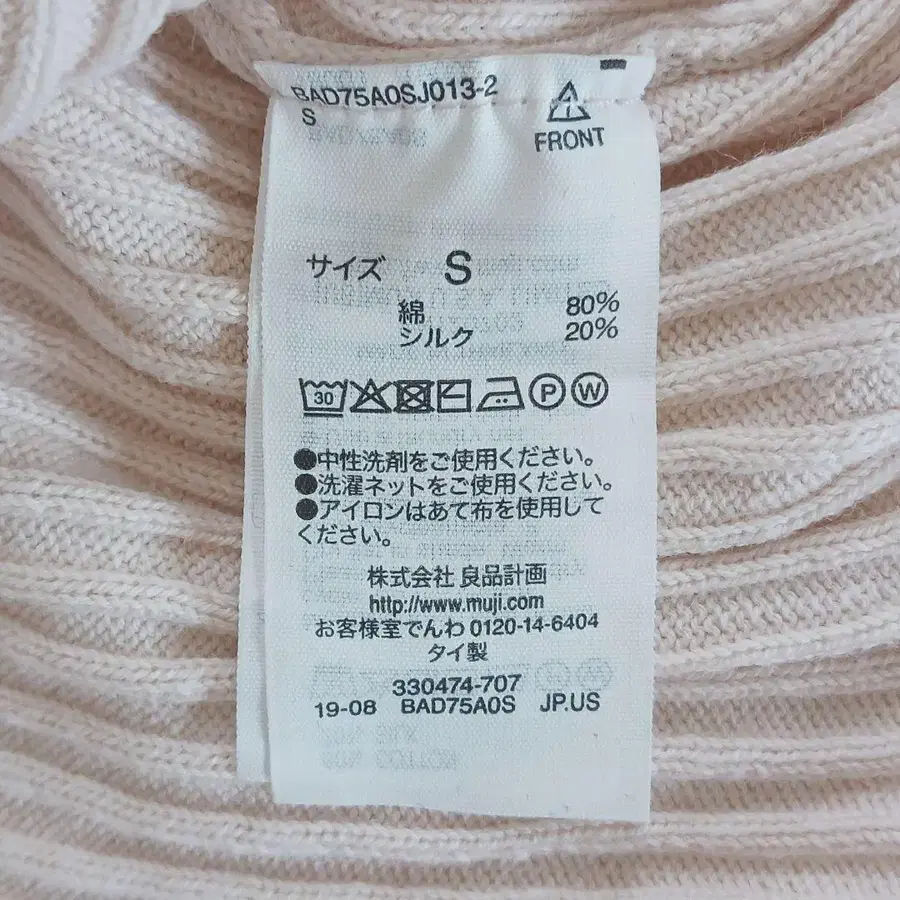 BAD75A0SJ013-2
S
FRONT
サイズ S
綿 80%
シルク 20%
30 P W
●中性洗剤をご使用ください。
●洗濯ネットをご使用ください。
●アイロンはあて布を使用して
ください。
株式会社 良品計画
http://www.muji.com
お客様室でんわ 0120-14-6404
タイ製
330474-707
19-08 BAD75A0S JP.US